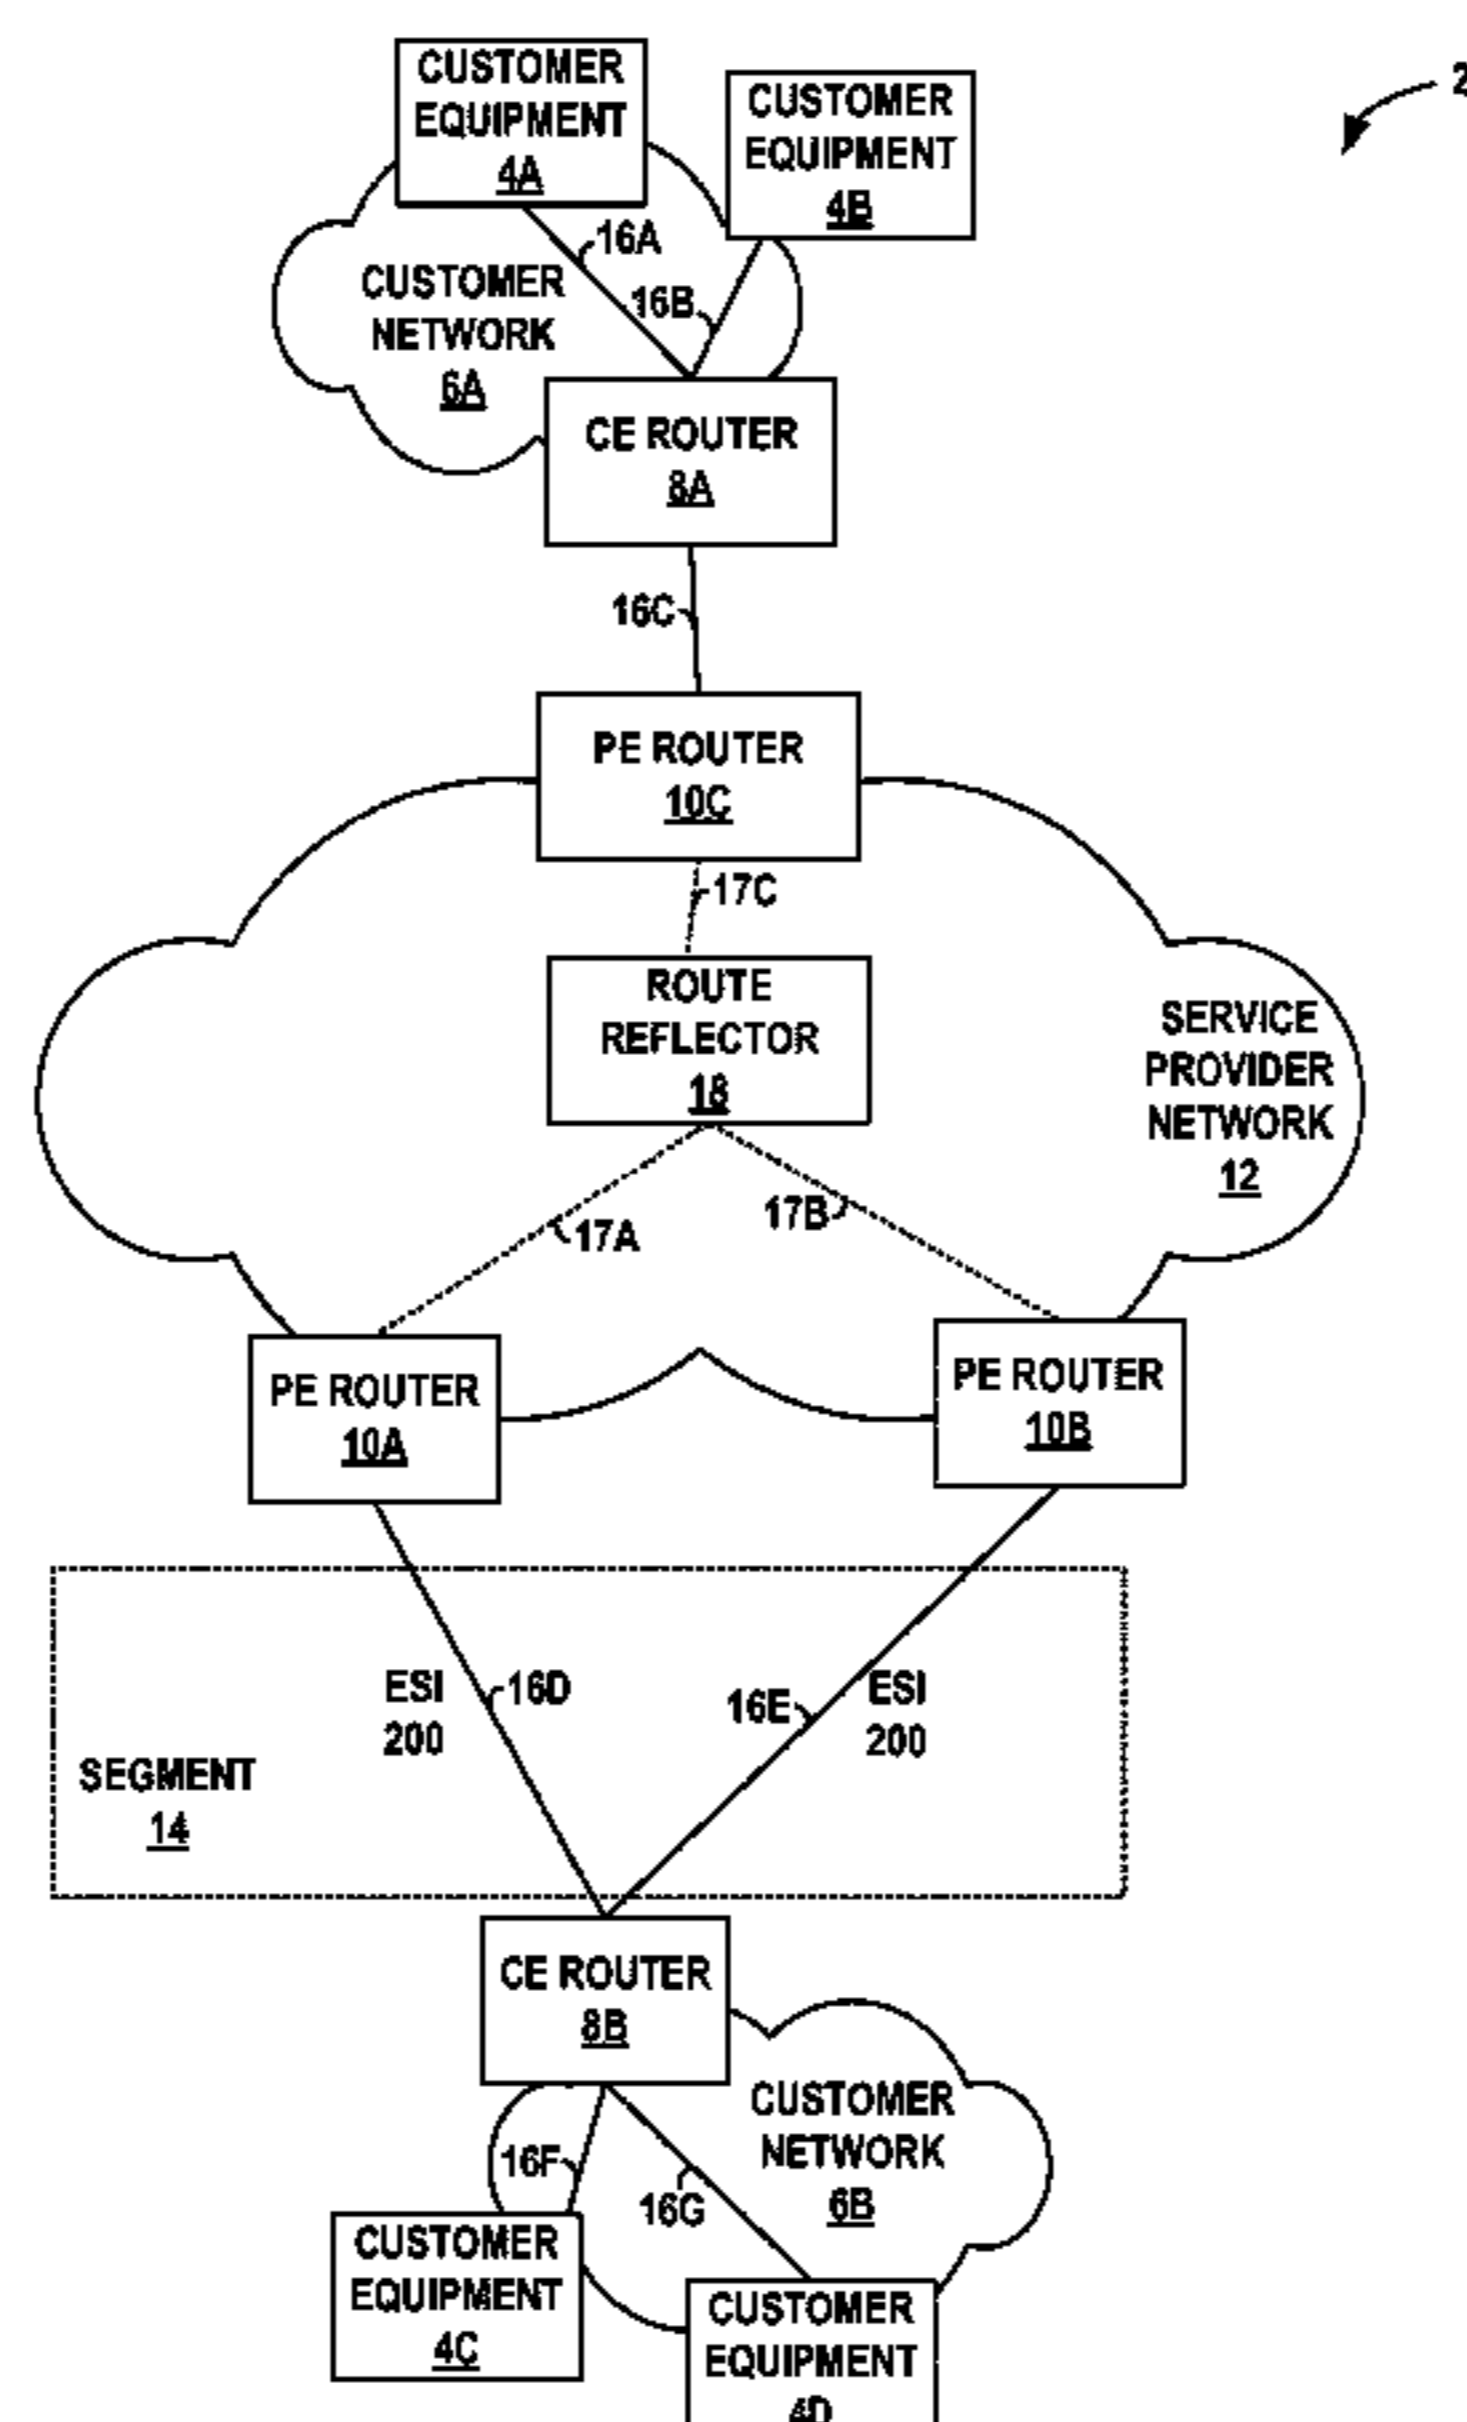 CUSTOMER
EQUIPMENT
4A
CUSTOMER
EQUIPMENT
4B
2
16A
16B
CUSTOMER
NETWORK
6A
CE ROUTER
8A
16C
PE ROUTER
10C
17C
ROUTE
REFLECTOR
18
SERVICE
PROVIDER
NETWORK
12
17A
17B
PE ROUTER
10A
PE ROUTER
10B
ESI
200
16D
16E
ESI
200
SEGMENT
14
CE ROUTER
8B
CUSTOMER
NETWORK
6B
16F
16G
CUSTOMER
EQUIPMENT
4C
CUSTOMER
EQUIPMENT
4D